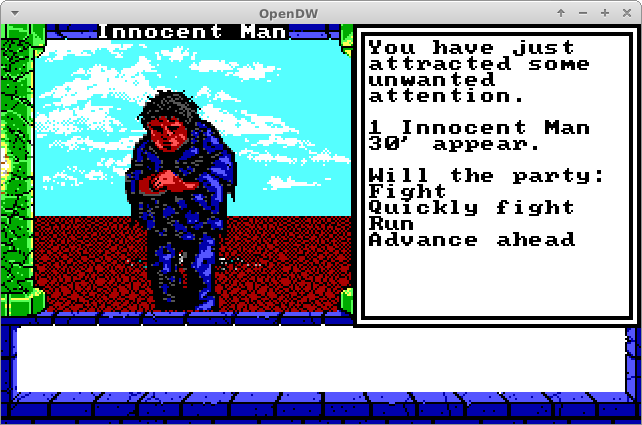 OpenDW
Innocent Man
You have just
attracted some
unwanted
attention.
1 Innocent Man
30' appear.
Will the party:
Fight
Quickly fight
Run
Advance ahead